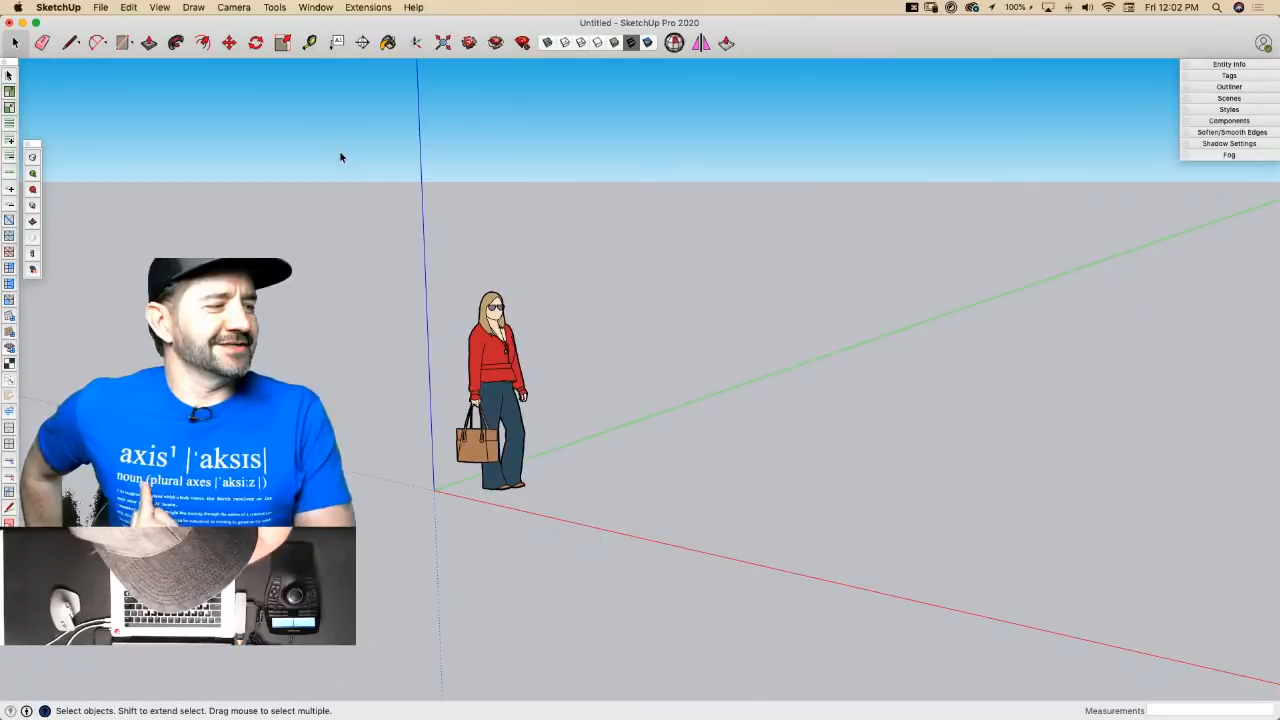 SketchUp File Edit View Draw Camera Tools Window Extensions Help
100% Fri 12:02 PM
Untitled - SketchUp Pro 2020
Entity Info
Tags
Outliner
Scenes
Styles
Components
Soften/Smooth Edges
Shadow Settings
Fog
axis¹ |ˈaksɪs|
noun (plural axes |ˈaksiːz|)
Select objects. Shift to extend select. Drag mouse to select multiple.
Measurements